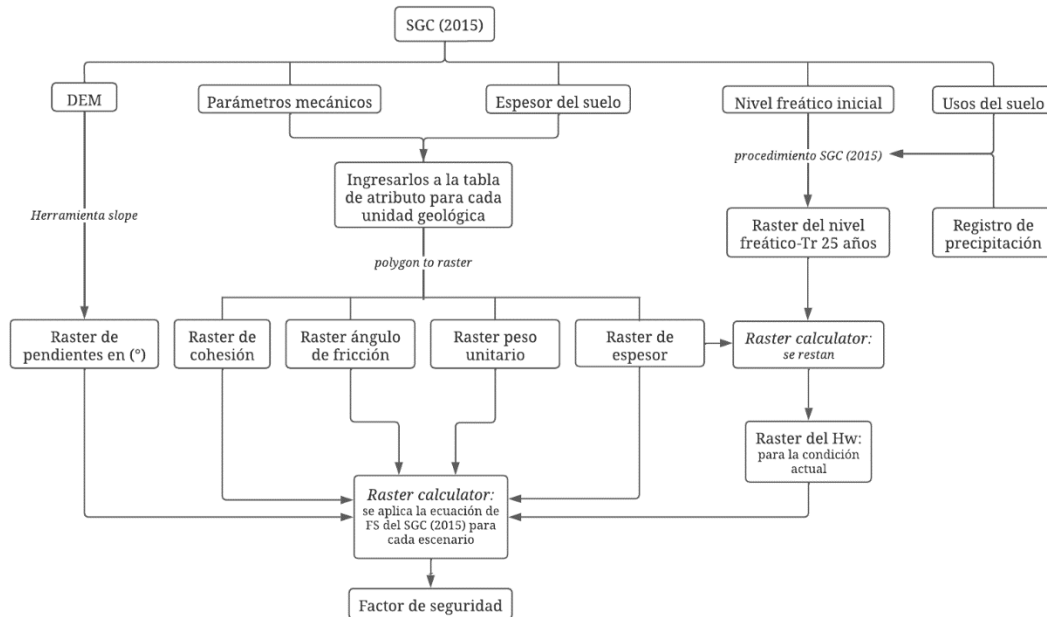 SGC (2015)
DEM
Parámetros mecánicos
Espesor del suelo
Nivel freático inicial
Usos del suelo
procedimiento SGC (2015)
Ingresarlos a la tabla
de atributo para cada
unidad geológica
Herramienta slope
Raster del nivel
freático-Tr 25 años
Registro de
precipitación
polygon to raster
Raster de
pendientes en (°)
Raster de
cohesión
Raster ángulo
de fricción
Raster peso
unitario
Raster de
espesor
Raster calculator:
se restan
Raster del Hw:
para la condición
actual
Raster calculator:
se aplica la ecuación de
FS del SGC (2015) para
cada escenario
Factor de seguridad